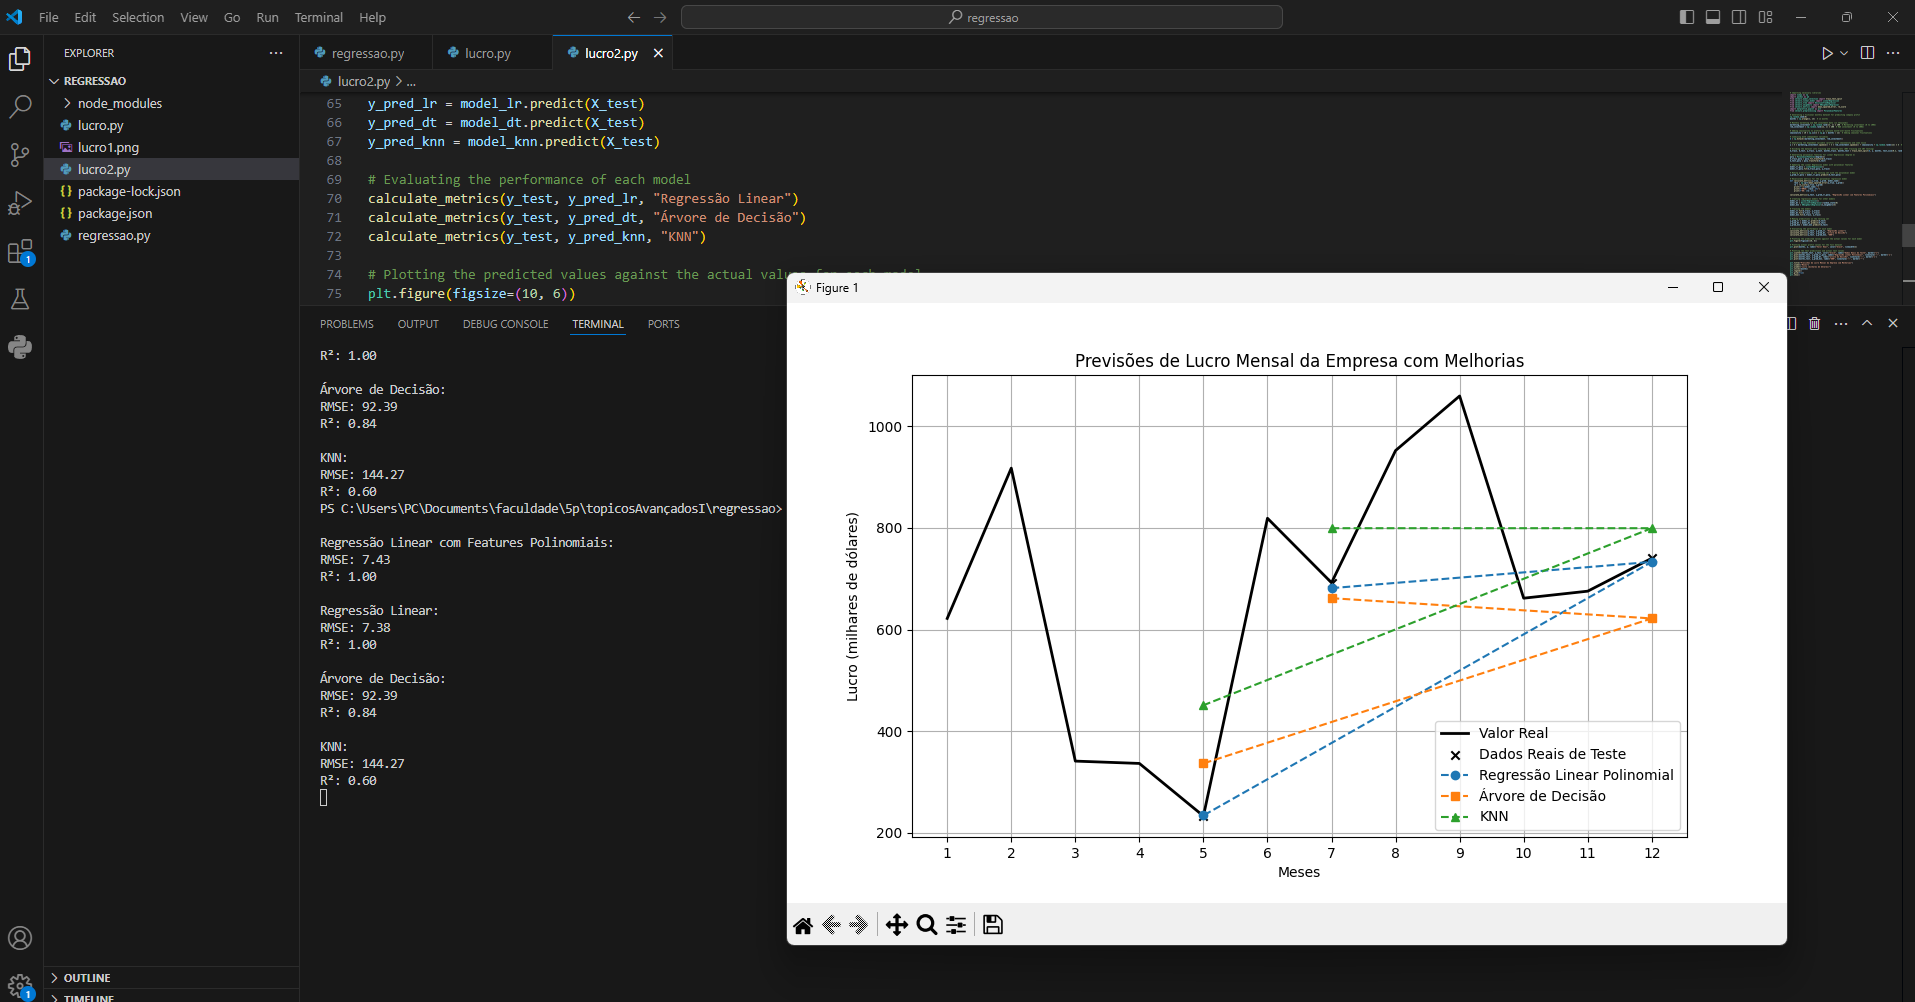 File Edit Selection View Go Run Terminal Help
regressao
EXPLORER
REGRESSAO
node_modules
lucro.py
lucro1.png
lucro2.py
package-lock.json
package.json
regressao.py
1
OUTLINE
TIMELINE
1
regressao.py lucro.py lucro2.py
lucro2.py > ...
65 y_pred_lr = model_lr.predict(X_test)
66 y_pred_dt = model_dt.predict(X_test)
67 y_pred_knn = model_knn.predict(X_test)
68
69 # Evaluating the performance of each model
70 calculate_metrics(y_test, y_pred_lr, "Regressão Linear")
71 calculate_metrics(y_test, y_pred_dt, "Árvore de Decisão")
72 calculate_metrics(y_test, y_pred_knn, "KNN")
73
74 # Plotting the predicted values against the actual values for each model
75 plt.figure(figsize=(10, 6))
PROBLEMS OUTPUT DEBUG CONSOLE TERMINAL PORTS
R²: 1.00
Árvore de Decisão:
RMSE: 92.39
R²: 0.84
KNN:
RMSE: 144.27
R²: 0.60
PS C:\Users\PC\Documents\faculdade\5p\topicosAvançadosI\regressao>
Regressão Linear com Features Polinomiais:
RMSE: 7.43
R²: 1.00
Regressão Linear:
RMSE: 7.38
R²: 1.00
Árvore de Decisão:
RMSE: 92.39
R²: 0.84
KNN:
RMSE: 144.27
R²: 0.60
Figure 1
Previsões de Lucro Mensal da Empresa com Melhorias
Lucro (milhares de dólares)
1000
800
600
400
200
1 2 3 4 5 6 7 8 9 10 11 12
Meses
Valor Real
Dados Reais de Teste
Regressão Linear Polinomial
Árvore de Decisão
KNN